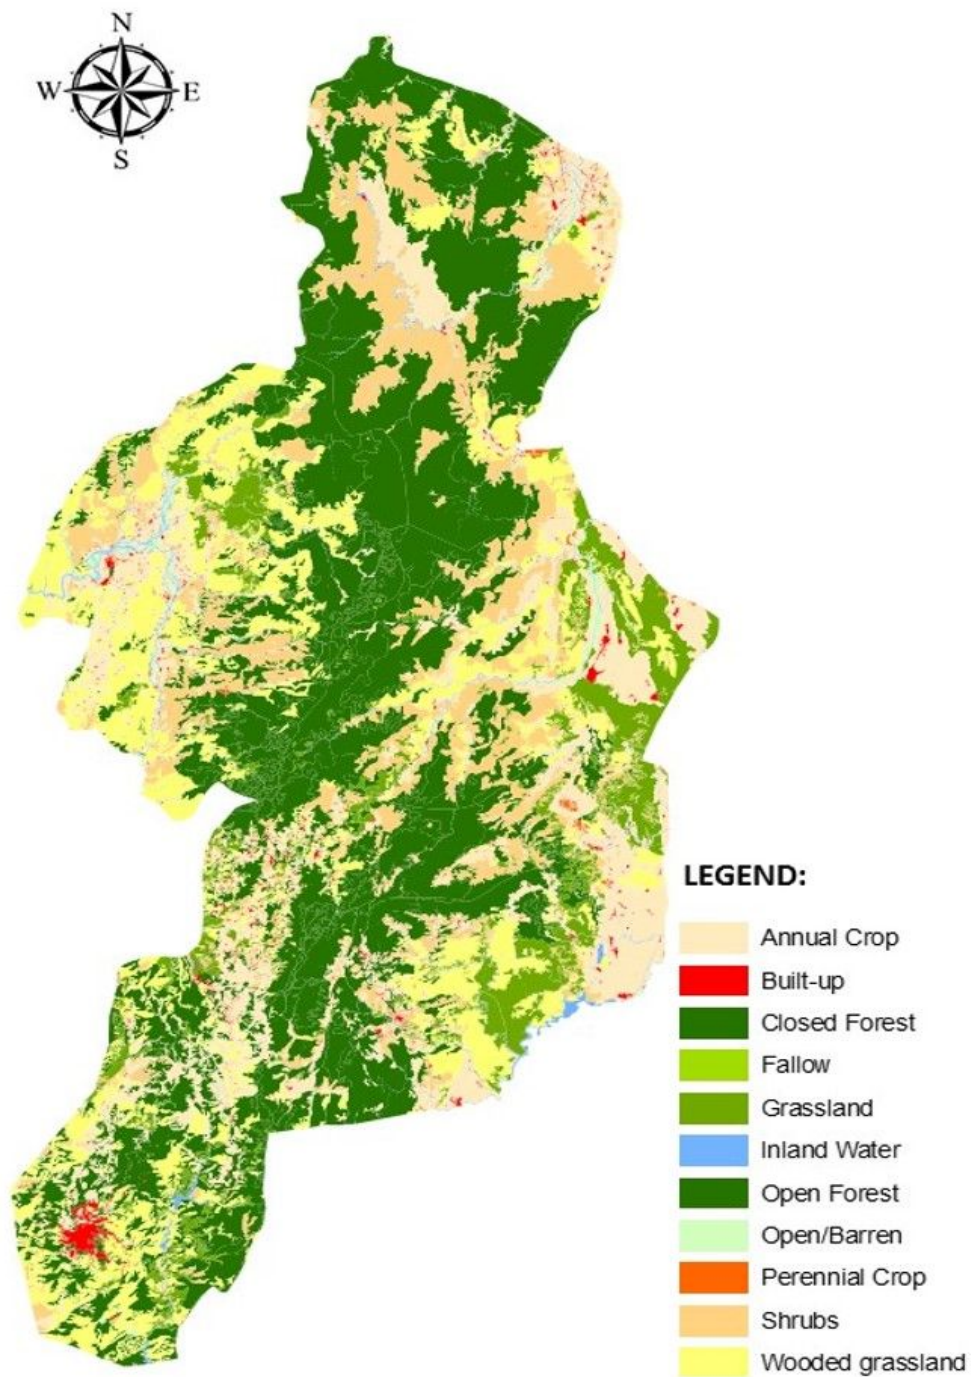 N
W E
S
LEGEND:
Annual Crop
Built-up
Closed Forest
Fallow
Grassland
Inland Water
Open Forest
Open/Barren
Perennial Crop
Shrubs
Wooded grassland